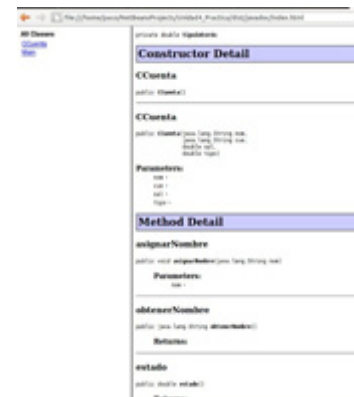 file:///home/paco/NetBeansProjects/Unidad4_Practica/dist/javadoc/index.html
All Classes
CCuenta
Main
private double tipoInterés
Constructor Detail
CCuenta
public CCuenta()
CCuenta
public CCuenta(java.lang.String nom,
java.lang.String cue,
double sal,
double tipo)
Parameters:
nom -
cue -
sal -
tipo -
Method Detail
asignarNombre
public void asignarNombre(java.lang.String nom)
Parameters:
nom -
obtenerNombre
public java.lang.String obtenerNombre()
Returns:
estado
public double estado()
Returns: